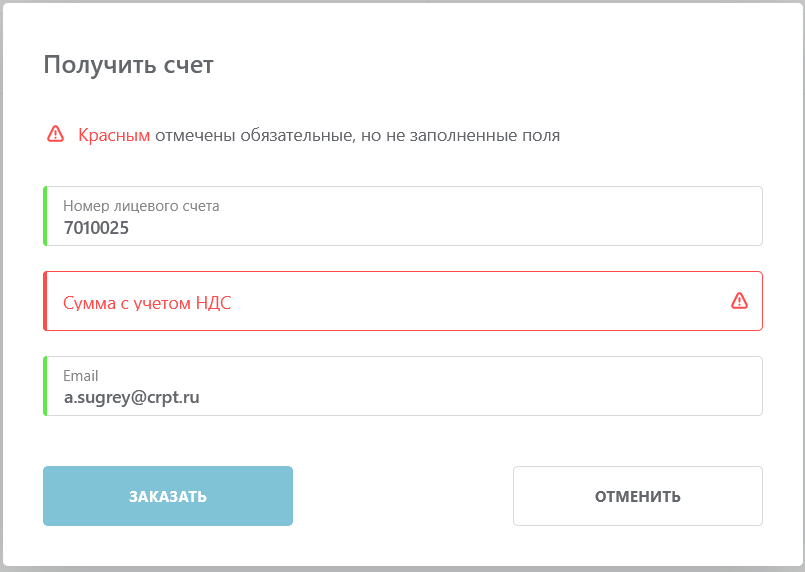 Получить счет
Красным отмечены обязательные, но не заполненные поля
Номер лицевого счета
7010025
Сумма с учетом НДС
Email
a.sugrey@crpt.ru
ЗАКАЗАТЬ
ОТМЕНИТЬ